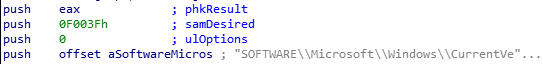 push    eax             ; phkResult
push    0F003Fh         ; samDesired
push    0               ; ulOptions
push    offset aSoftwareMicros ; "SOFTWARE\\Microsoft\\Windows\\CurrentVe"...